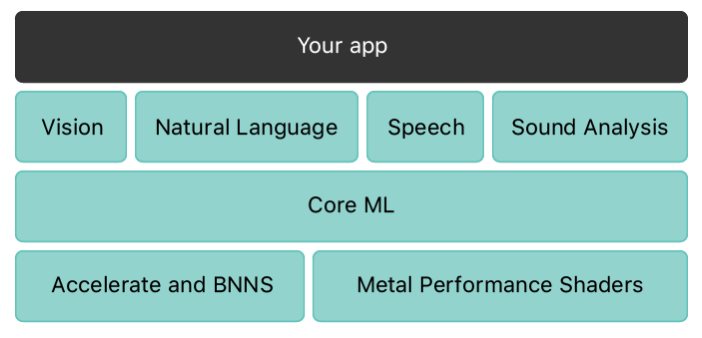 Your app
Vision
Natural Language
Speech
Sound Analysis
Core ML
Accelerate and BNNS
Metal Performance Shaders